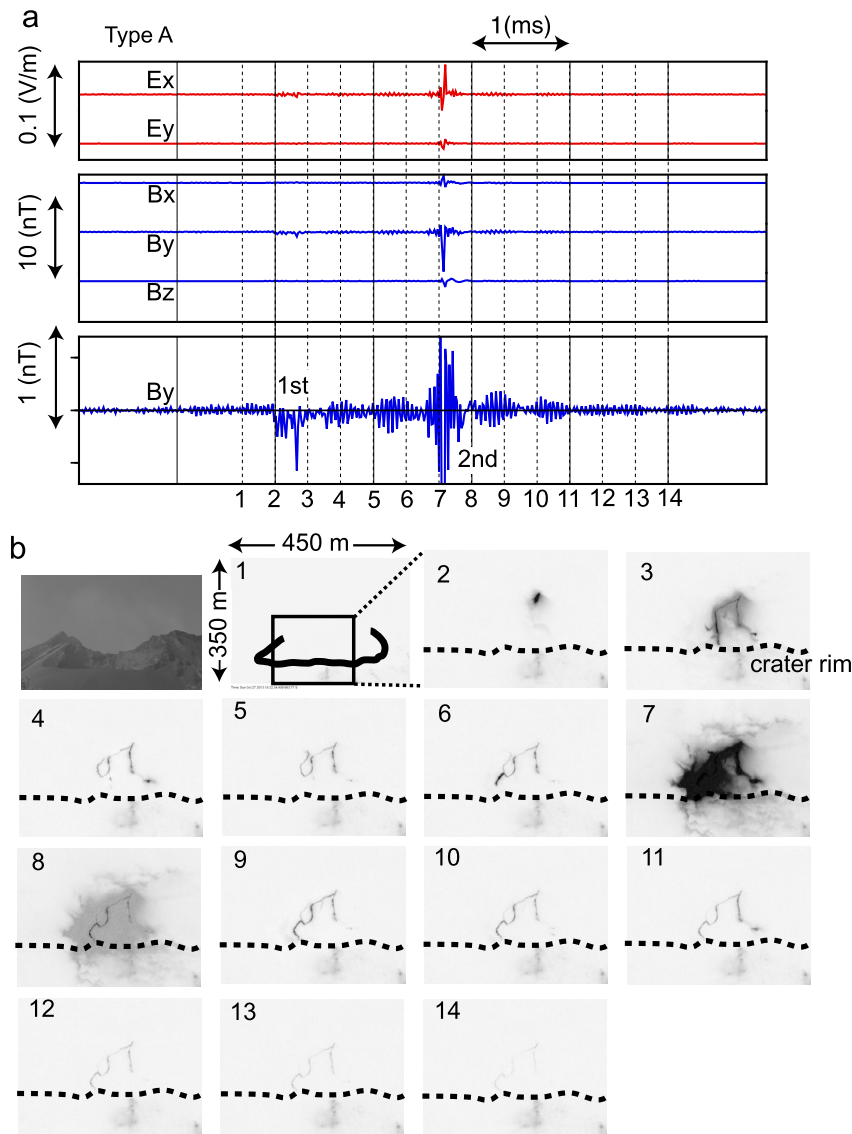 a
Type A
1(ms)
0.1 (V/m)
Ex
Ey
10 (nT)
Bx
By
Bz
1 (nT)
By
1st
2nd
1 2 3 4 5 6 7 8 9 10 11 12 13 14
b
450 m
350 m
1
2
3
crater rim
4
5
6
7
8
9
10
11
12
13
14